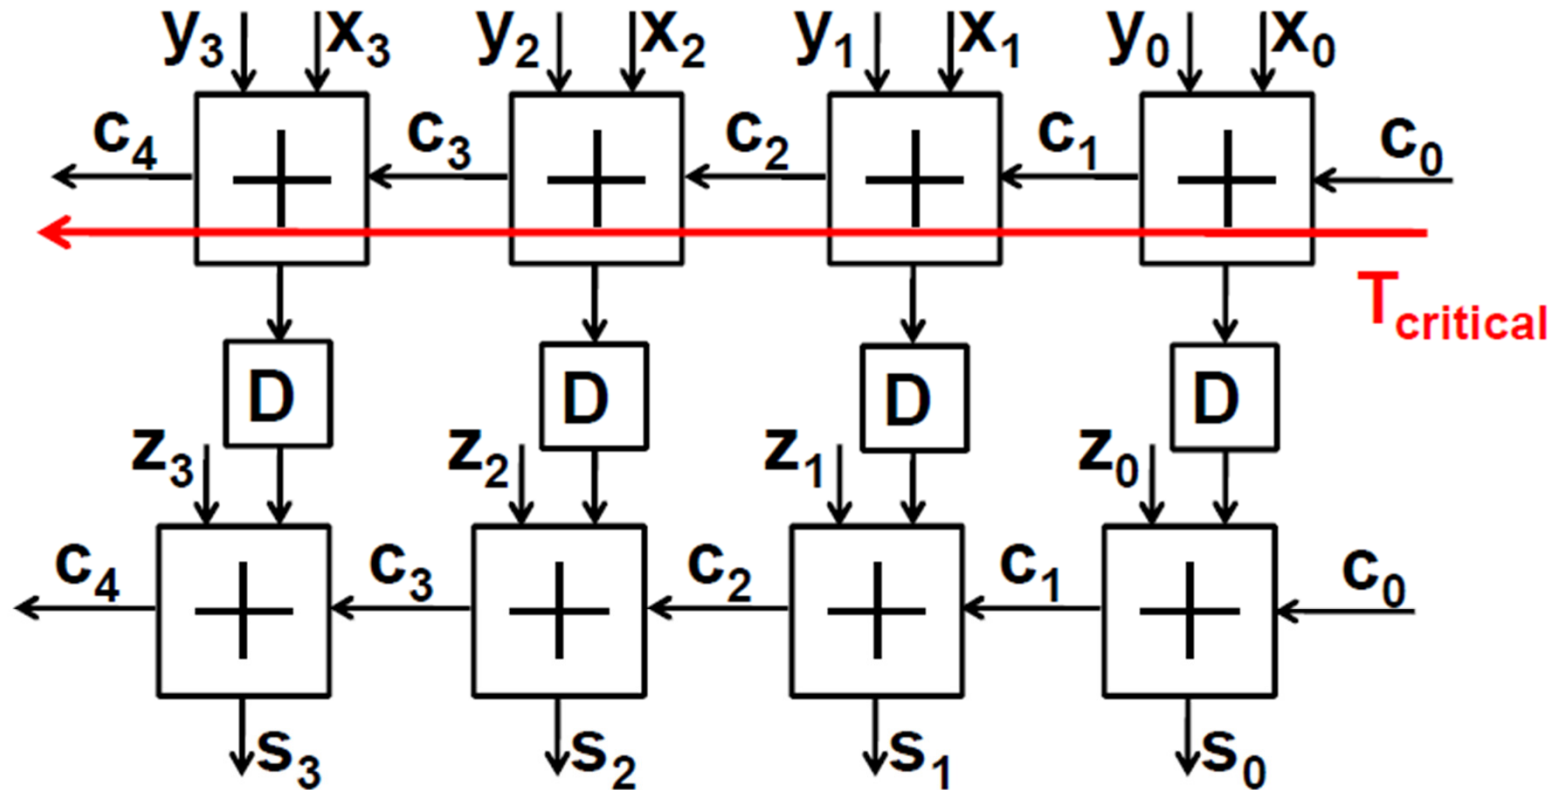 y3 x3 y2 x2 y1 x1 y0 x0
c4 + c3 + c2 + c1 + c0
Tcritical
D D D D
z3 z2 z1 z0
c4 + c3 + c2 + c1 + c0
s3 s2 s1 s0